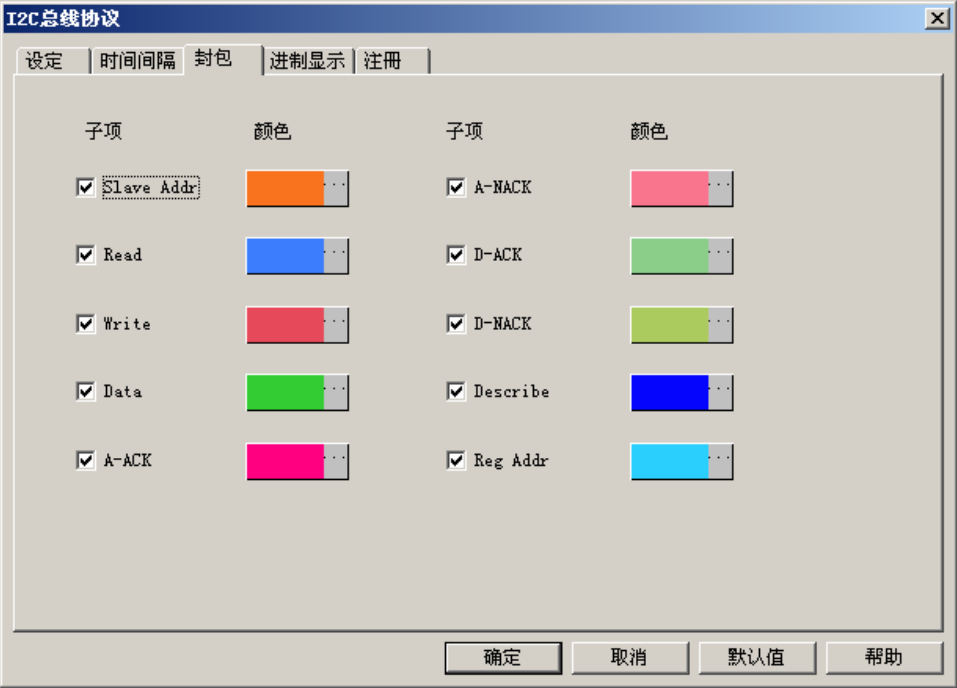 I2C总线协议
设定 时间间隔 封包 进制显示 注册
子项 颜色 子项 颜色
Slave Addr ... A-NACK ...
Read ... D-ACK ...
Write ... D-NACK ...
Data ... Describe ...
A-ACK ... Reg Addr ...
确定 取消 默认值 帮助